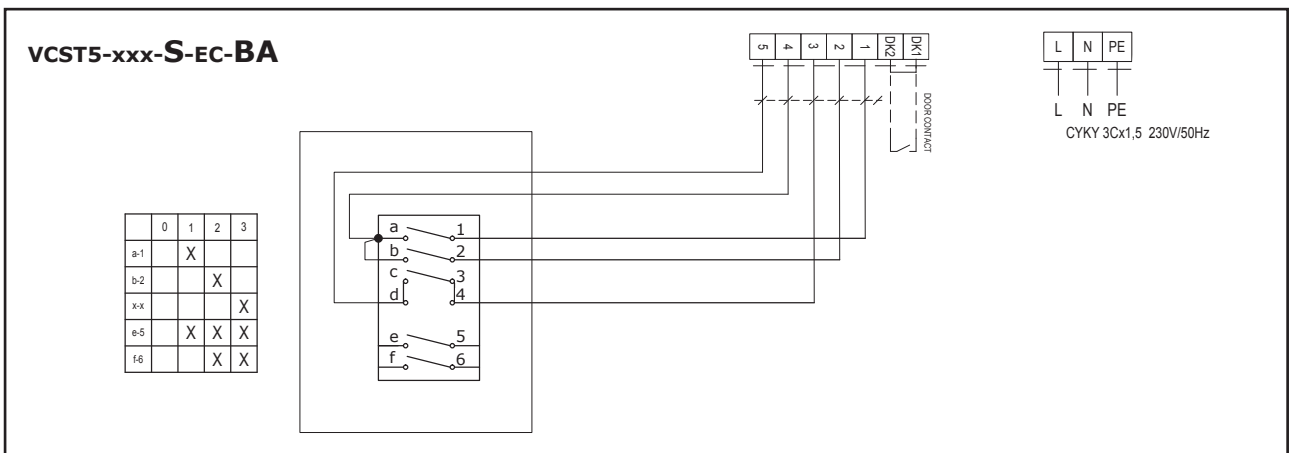 VCST5-xxx-S-EC-BA
5 4 3 2 1 DK2 DK1
DOOR CONTACT
L N PE
L N PE
CYKY 3Cx1,5 230V/50Hz
0 1 2 3
a-1 X
b-2 X
x-x X
e-5 X X X
f-6 X X
a 1
b 2
c 3
d 4
e 5
f 6